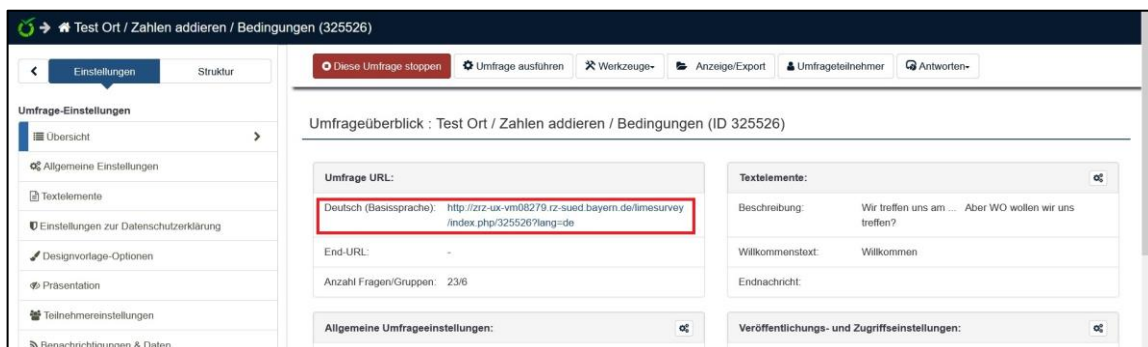 Test Ort / Zahlen addieren / Bedingungen (325526)
Einstellungen Struktur
Diese Umfrage stoppen Umfrage ausführen Werkzeuge Anzeige/Export Umfrageteilnehmer Antworten
Umfrage-Einstellungen
Übersicht
Allgemeine Einstellungen
Textelemente
Einstellungen zur Datenschutzerklärung
Designvorlage-Optionen
Präsentation
Teilnehmereinstellungen
Benachrichtigungen & Daten
Umfrageüberblick : Test Ort / Zahlen addieren / Bedingungen (ID 325526)
Umfrage URL:
Deutsch (Basissprache): http://zrz-ux-vm08279.rz-sued.bayern.de/limesurvey
/index.php/325526?lang=de
End-URL: -
Anzahl Fragen/Gruppen: 23/6
Textelemente:
Beschreibung: Wir treffen uns am ... Aber WO wollen wir uns
treffen?
Willkommenstext: Willkommen
Endnachricht:
Allgemeine Umfrageeinstellungen:
Veröffentlichungs- und Zugriffseinstellungen: